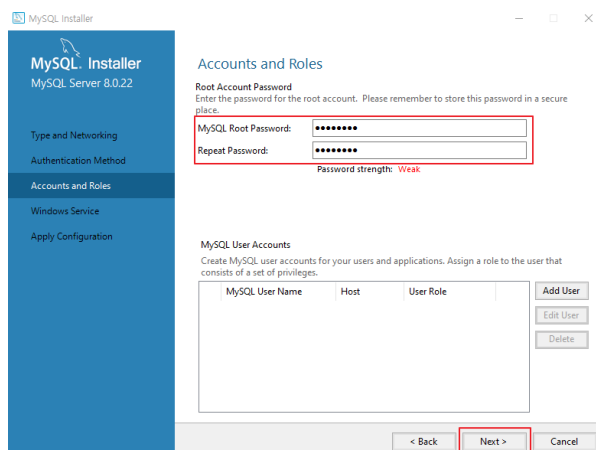 MySQL Installer
MySQL. Installer
MySQL Server 8.0.22
Type and Networking
Authentication Method
Accounts and Roles
Windows Service
Apply Configuration
Accounts and Roles
Root Account Password
Enter the password for the root account. Please remember to store this password in a secure
place.
MySQL Root Password: ●●●●●●●●
Repeat Password: ●●●●●●●●
Password strength: Weak
MySQL User Accounts
Create MySQL user accounts for your users and applications. Assign a role to the user that
consists of a set of privileges.
MySQL User Name Host User Role
Add User
Edit User
Delete
< Back Next > Cancel